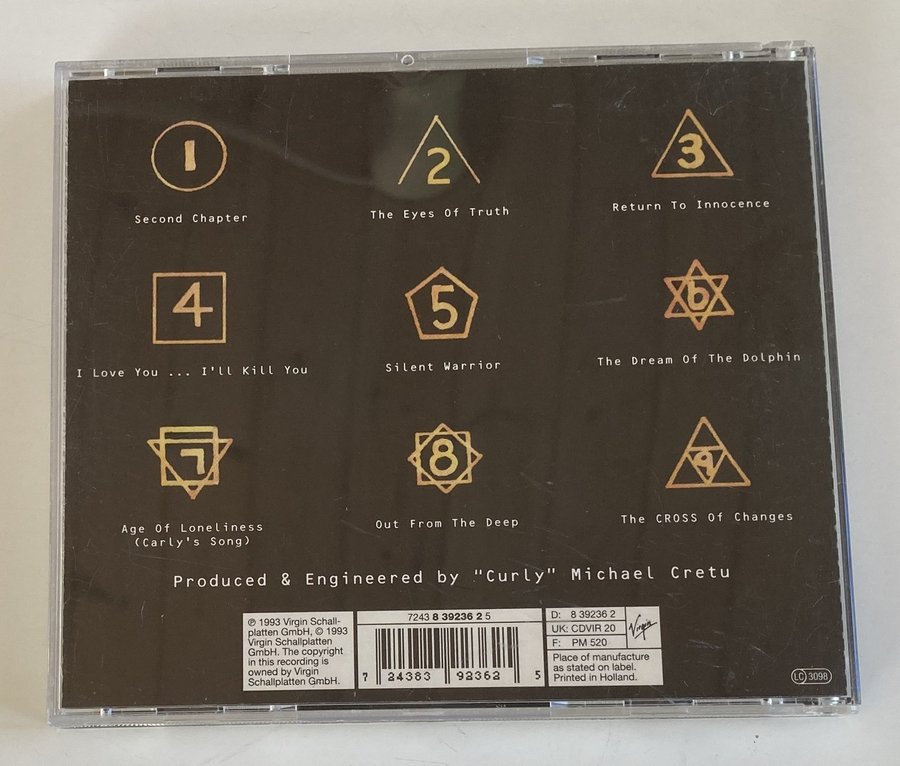 1
2
3
Second Chapter
The Eyes Of Truth
Return To Innocence
4
5
6
I Love You ... I'll Kill You
Silent Warrior
The Dream Of The Dolphin
7
8
9
Age Of Loneliness
(Carly's Song)
Out From The Deep
The CROSS Of Changes
Produced & Engineered by "Curly" Michael Cretu
℗ 1993 Virgin Schall-
platten GmbH, © 1993
Virgin Schallplatten
GmbH. The copyright
in this recording is
owned by Virgin
Schallplatten GmbH.
7243 8 39236 2 5
7 24383 92362 5
D: 8 39236 2
UK: CDVIR 20
F: PM 520
Virgin
Place of manufacture
as stated on label.
Printed in Holland.
LC 3098